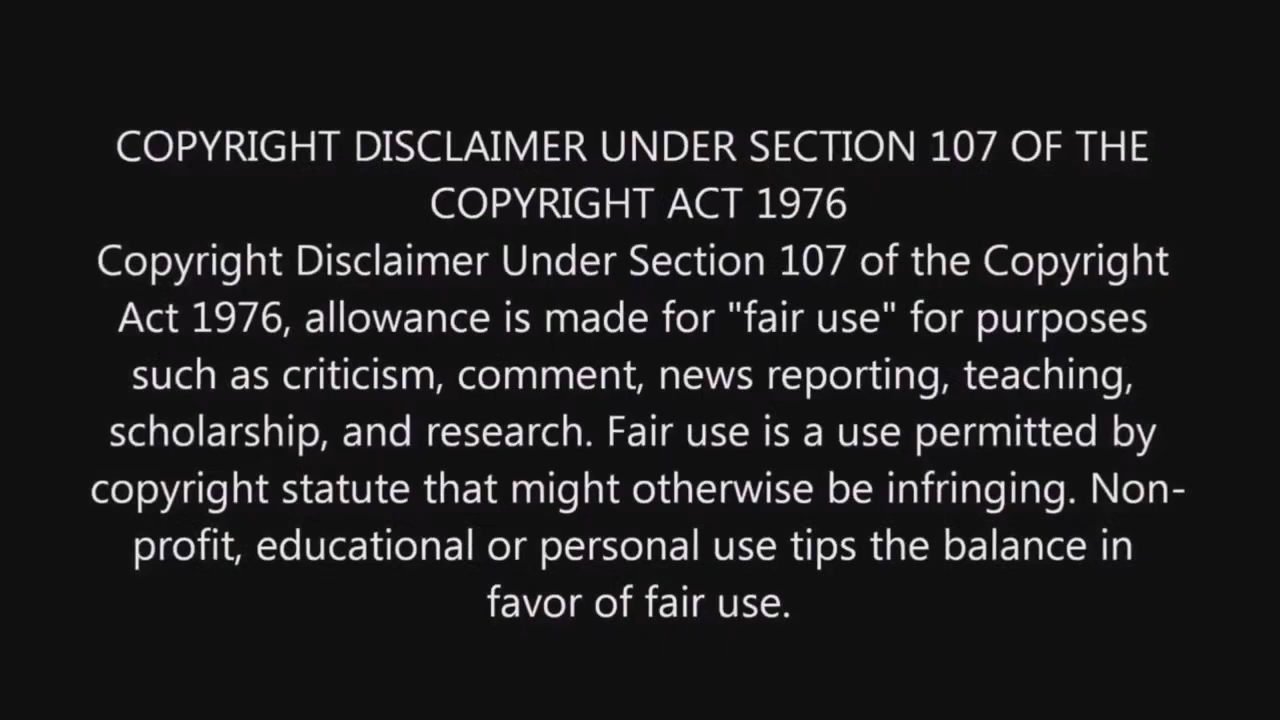 COPYRIGHT DISCLAIMER UNDER SECTION 107 OF THE
COPYRIGHT ACT 1976
Copyright Disclaimer Under Section 107 of the Copyright
Act 1976, allowance is made for "fair use" for purposes
such as criticism, comment, news reporting, teaching,
scholarship, and research. Fair use is a use permitted by
copyright statute that might otherwise be infringing. Non-
profit, educational or personal use tips the balance in
favor of fair use.